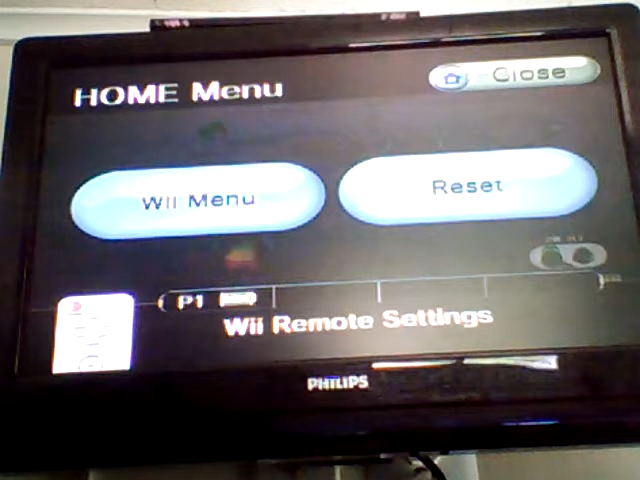 HOME Menu
Close
Wii Menu
Reset
P1
Wii Remote Settings
PHILIPS